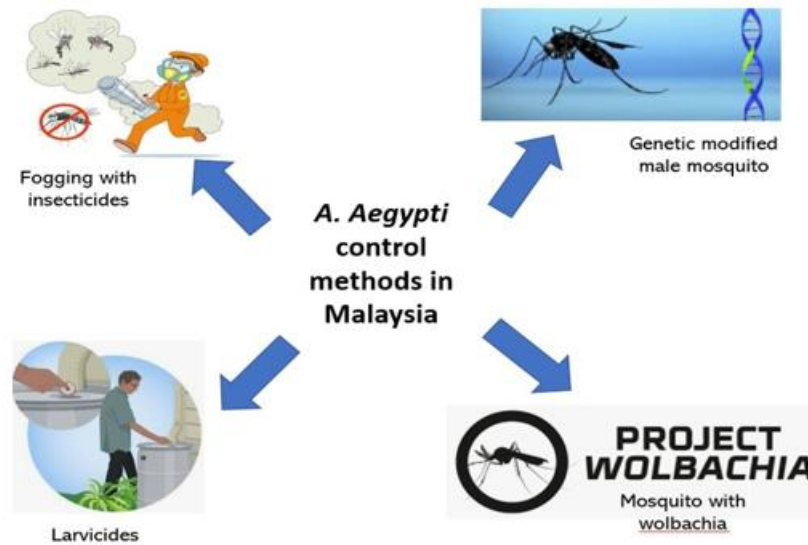 Fogging with
insecticides
Genetic modified
male mosquito
A. Aegypti
control
methods in
Malaysia
Larvicides
PROJECT
WOLBACHIA
Mosquito with
wolbachia